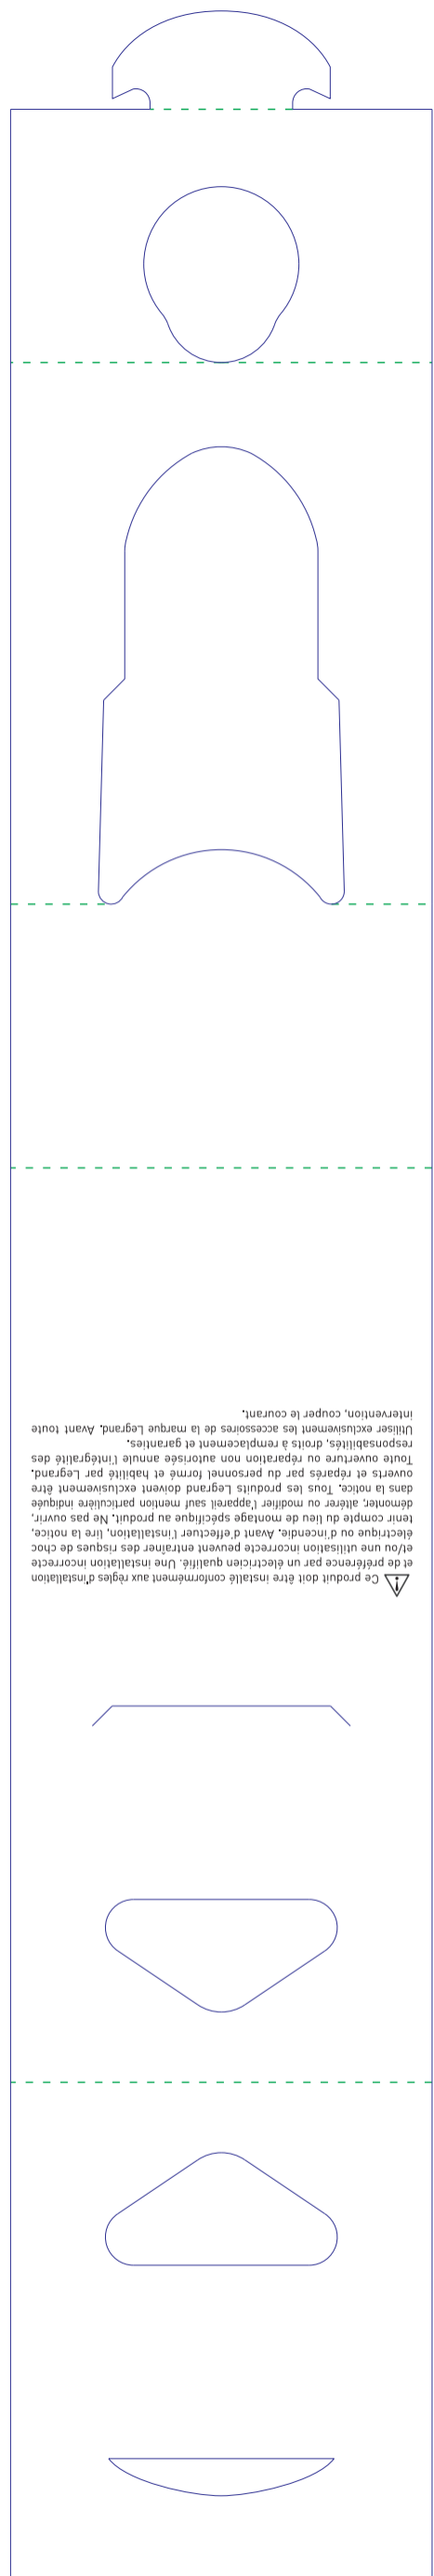 Ce produit doit être installé conformément aux règles d'installation
et de préférence par un électricien qualifié. Une installation incorrecte
et/ou une utilisation incorrecte peuvent entraîner des risques de choc
électrique ou d'incendie. Avant d'effectuer l'installation, lire la notice,
tenir compte du lieu de montage spécifique au produit. Ne pas ouvrir,
démonter, altérer ou modifier l'appareil sauf mention particulière indiquée
dans la notice. Tous les produits Legrand doivent exclusivement être
ouverts et réparés par du personnel formé et habilité par Legrand.
Toute ouverture ou réparation non autorisée annule l'intégralité des
responsabilités, droits à remplacement et garanties.
Utiliser exclusivement les accessoires de la marque Legrand. Avant toute
intervention, couper le courant.